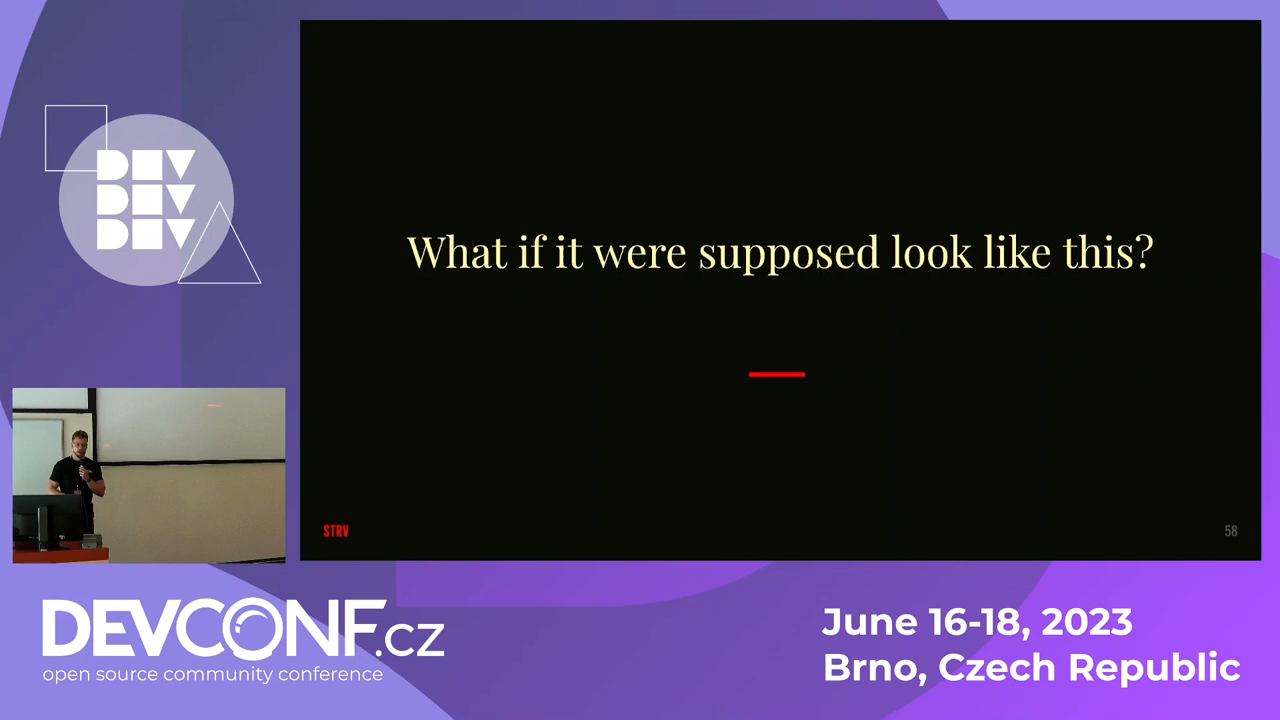 DEV
DEV
DEV
What if it were supposed look like this?
STRV
58
DEVCONF.cz
open source community conference
June 16-18, 2023
Brno, Czech Republic